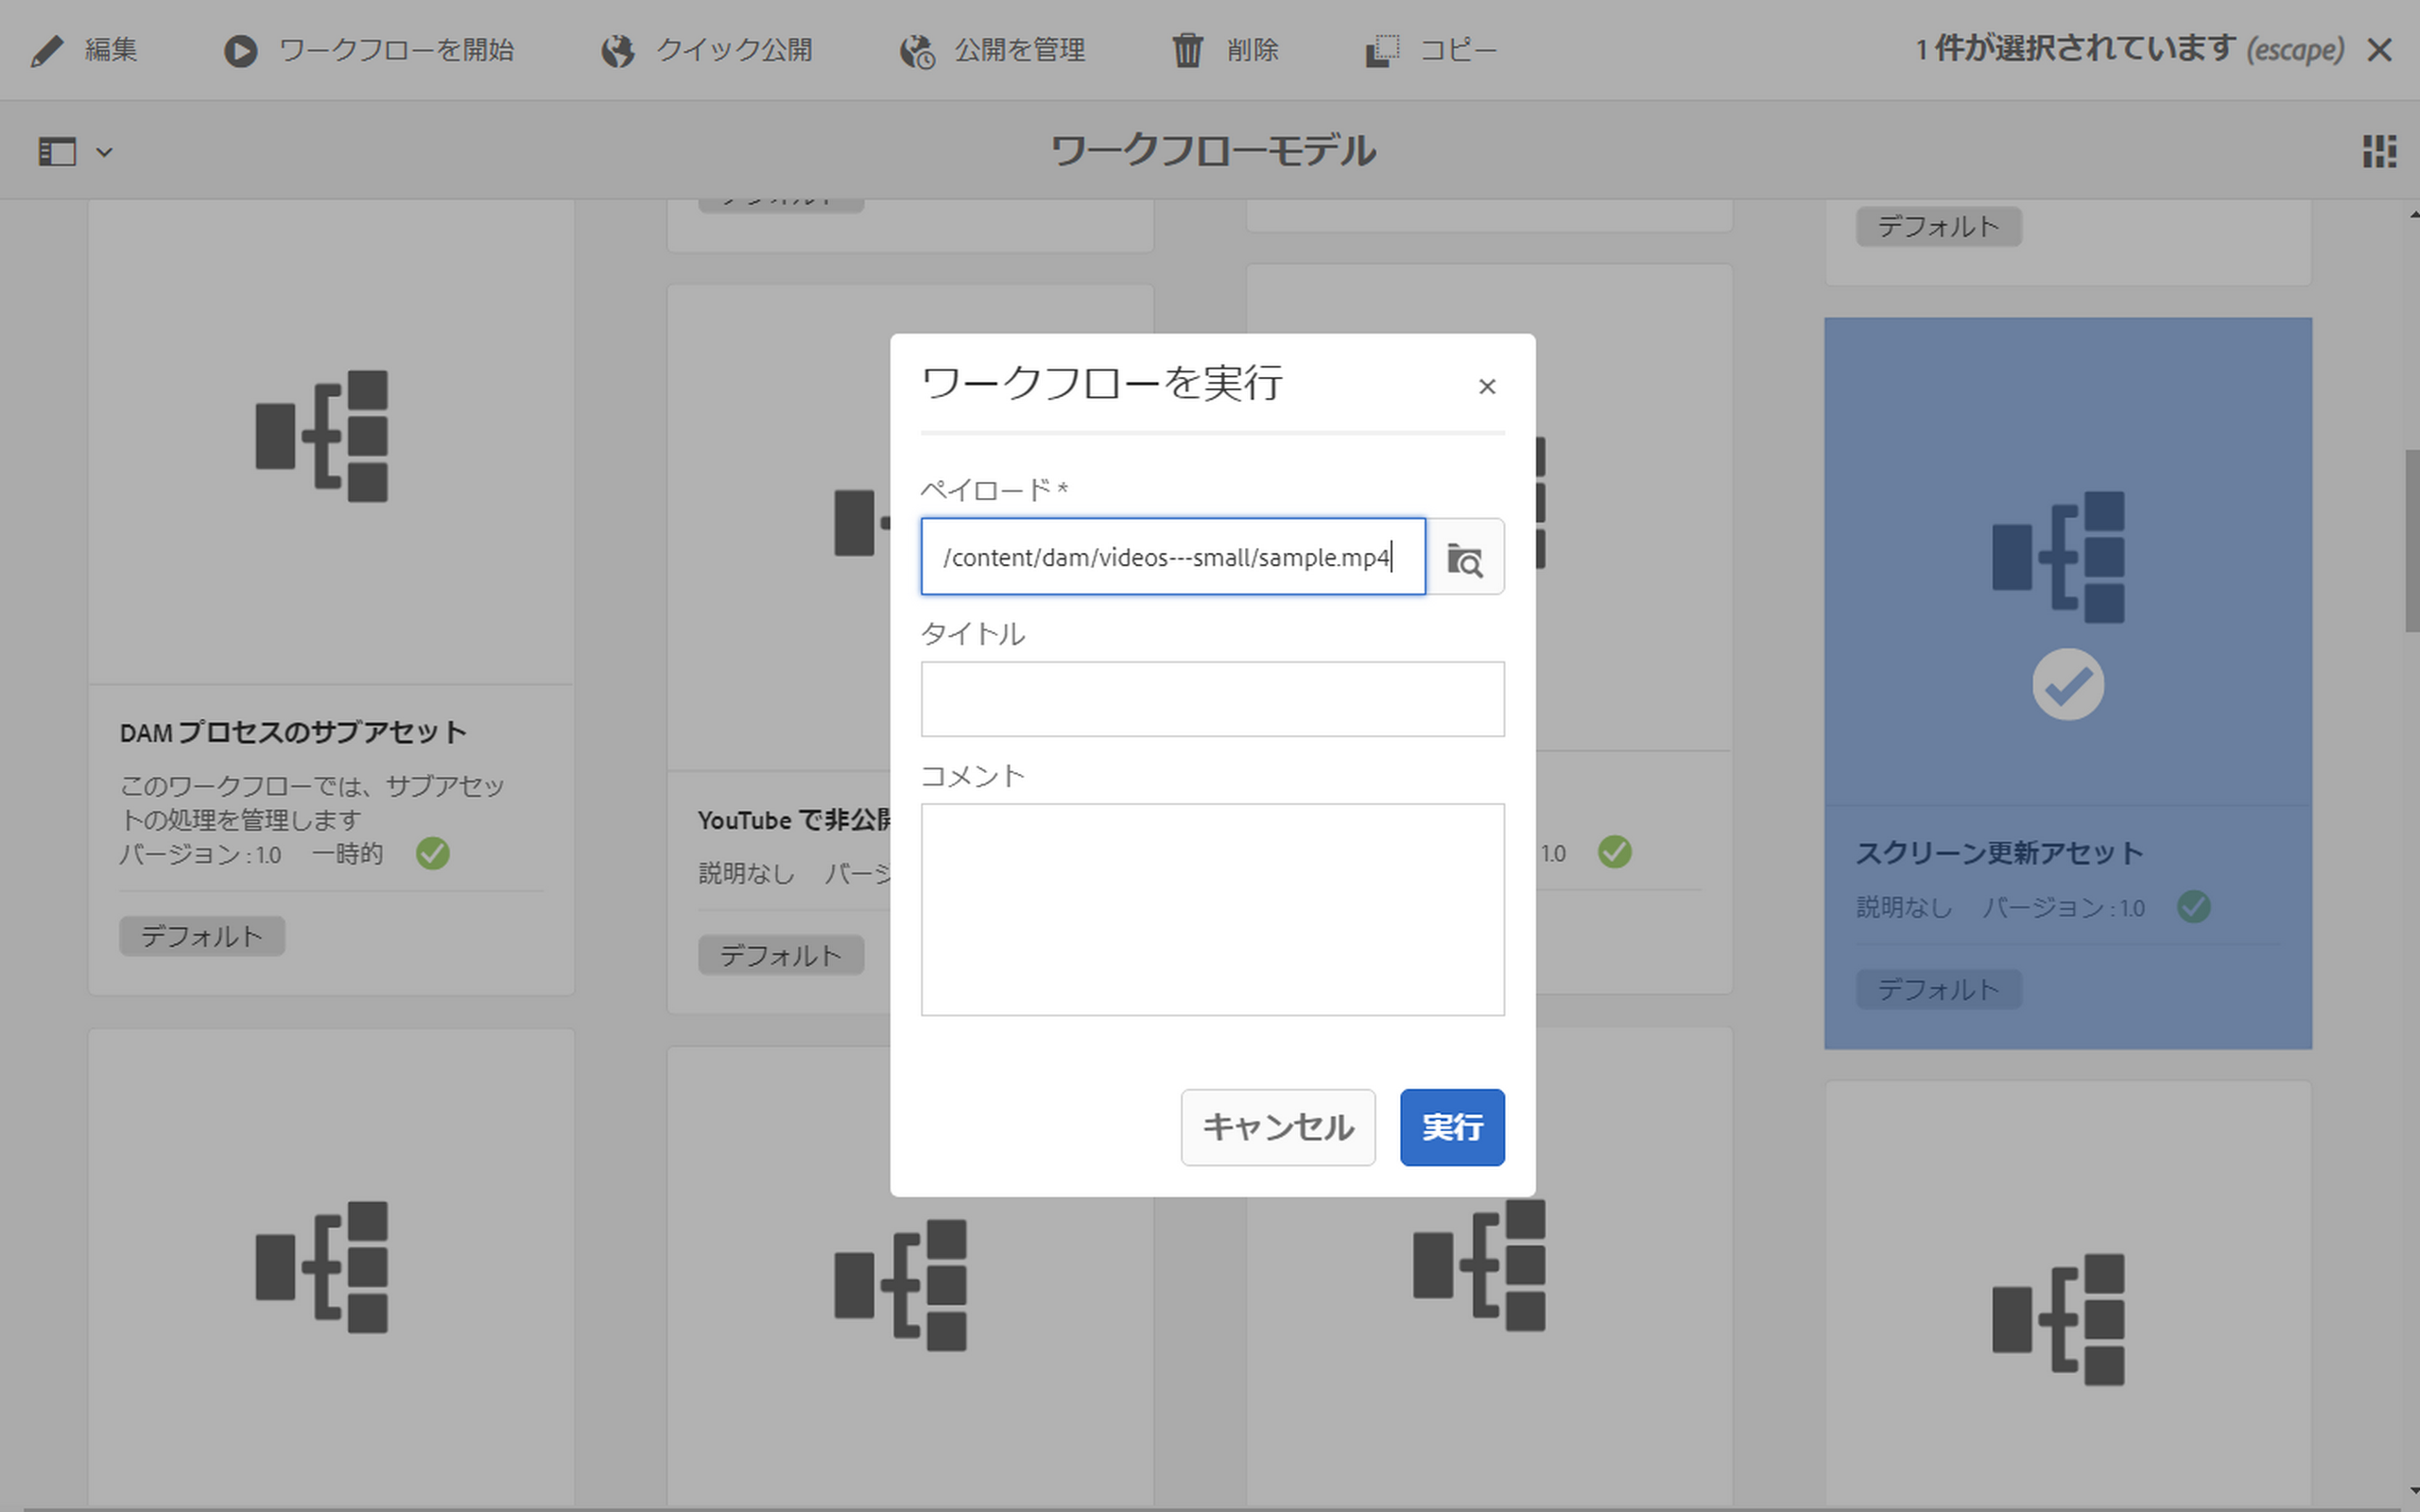 編集
ワークフローを開始
クイック公開
公開を管理
削除
コピー
1 件が選択されています (escape)
ワークフローモデル
デフォルト
デフォルト
ワークフローを実行
ペイロード *
/content/dam/videos---small/sample.mp4
タイトル
コメント
キャンセル
実行
DAM プロセスのサブアセット
このワークフローでは、サブアセッ
トの処理を管理します
バージョン : 1.0 一時的
デフォルト
YouTube で非公開
説明なし バージ
デフォルト
1.0
スクリーン更新アセット
説明なし バージョン : 1.0
デフォルト